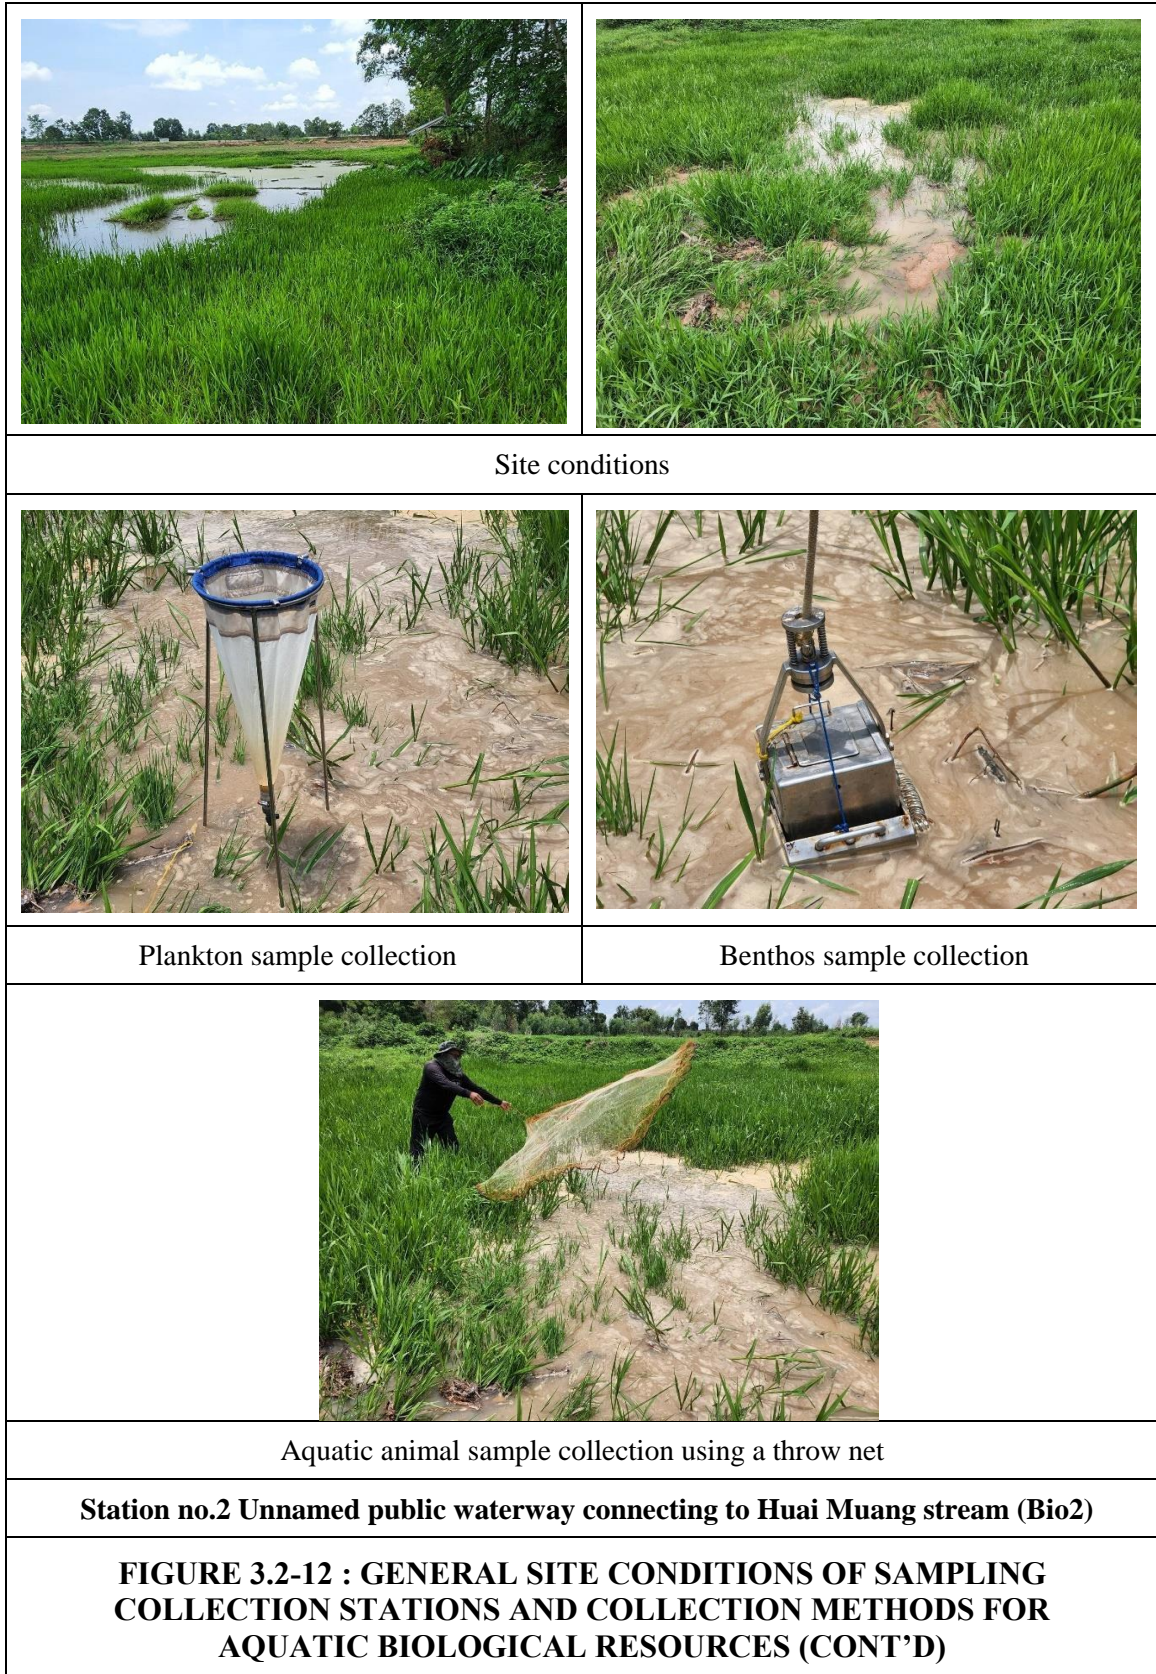 Site conditions
Plankton sample collection
Benthos sample collection
Aquatic animal sample collection using a throw net
Station no.2 Unnamed public waterway connecting to Huai Muang stream (Bio2)
FIGURE 3.2-12 : GENERAL SITE CONDITIONS OF SAMPLING
COLLECTION STATIONS AND COLLECTION METHODS FOR
AQUATIC BIOLOGICAL RESOURCES (CONT’D)